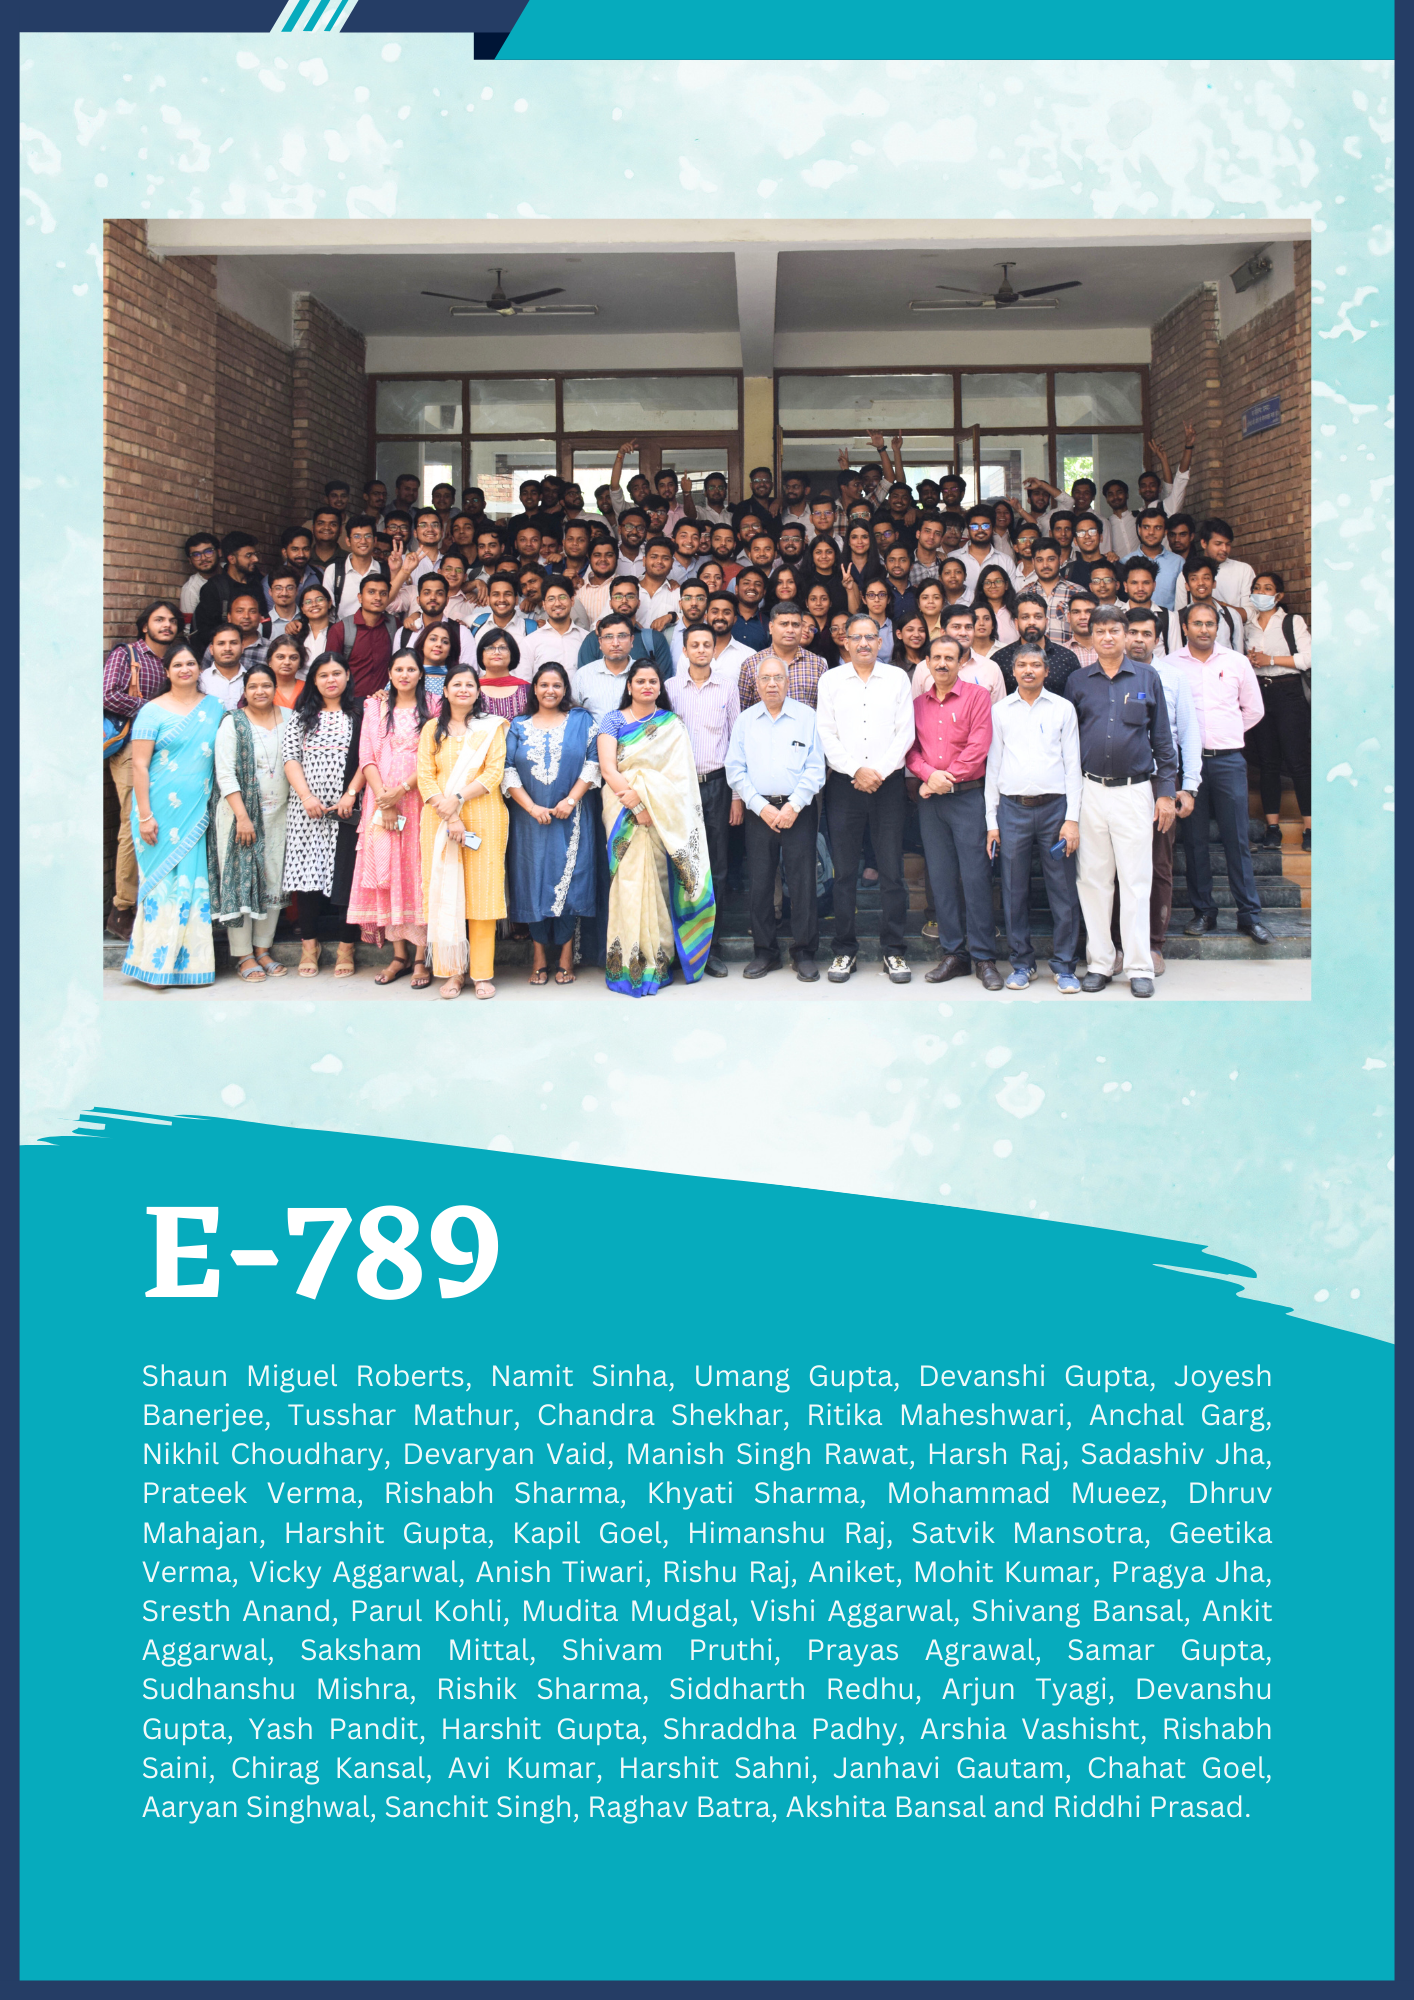 E-789
Shaun Miguel Roberts, Namit Sinha, Umang Gupta, Devanshi Gupta, Joyesh
Banerjee, Tusshar Mathur, Chandra Shekhar, Ritika Maheshwari, Anchal Garg,
Nikhil Choudhary, Devaryan Vaid, Manish Singh Rawat, Harsh Raj, Sadashiv Jha,
Prateek Verma, Rishabh Sharma, Khyati Sharma, Mohammad Mueez, Dhruv
Mahajan, Harshit Gupta, Kapil Goel, Himanshu Raj, Satvik Mansotra, Geetika
Verma, Vicky Aggarwal, Anish Tiwari, Rishu Raj, Aniket, Mohit Kumar, Pragya Jha,
Sresth Anand, Parul Kohli, Mudita Mudgal, Vishi Aggarwal, Shivang Bansal, Ankit
Aggarwal, Saksham Mittal, Shivam Pruthi, Prayas Agrawal, Samar Gupta,
Sudhanshu Mishra, Rishik Sharma, Siddharth Redhu, Arjun Tyagi, Devanshu
Gupta, Yash Pandit, Harshit Gupta, Shraddha Padhy, Arshia Vashisht, Rishabh
Saini, Chirag Kansal, Avi Kumar, Harshit Sahni, Janhavi Gautam, Chahat Goel,
Aaryan Singhwal, Sanchit Singh, Raghav Batra, Akshita Bansal and Riddhi Prasad.